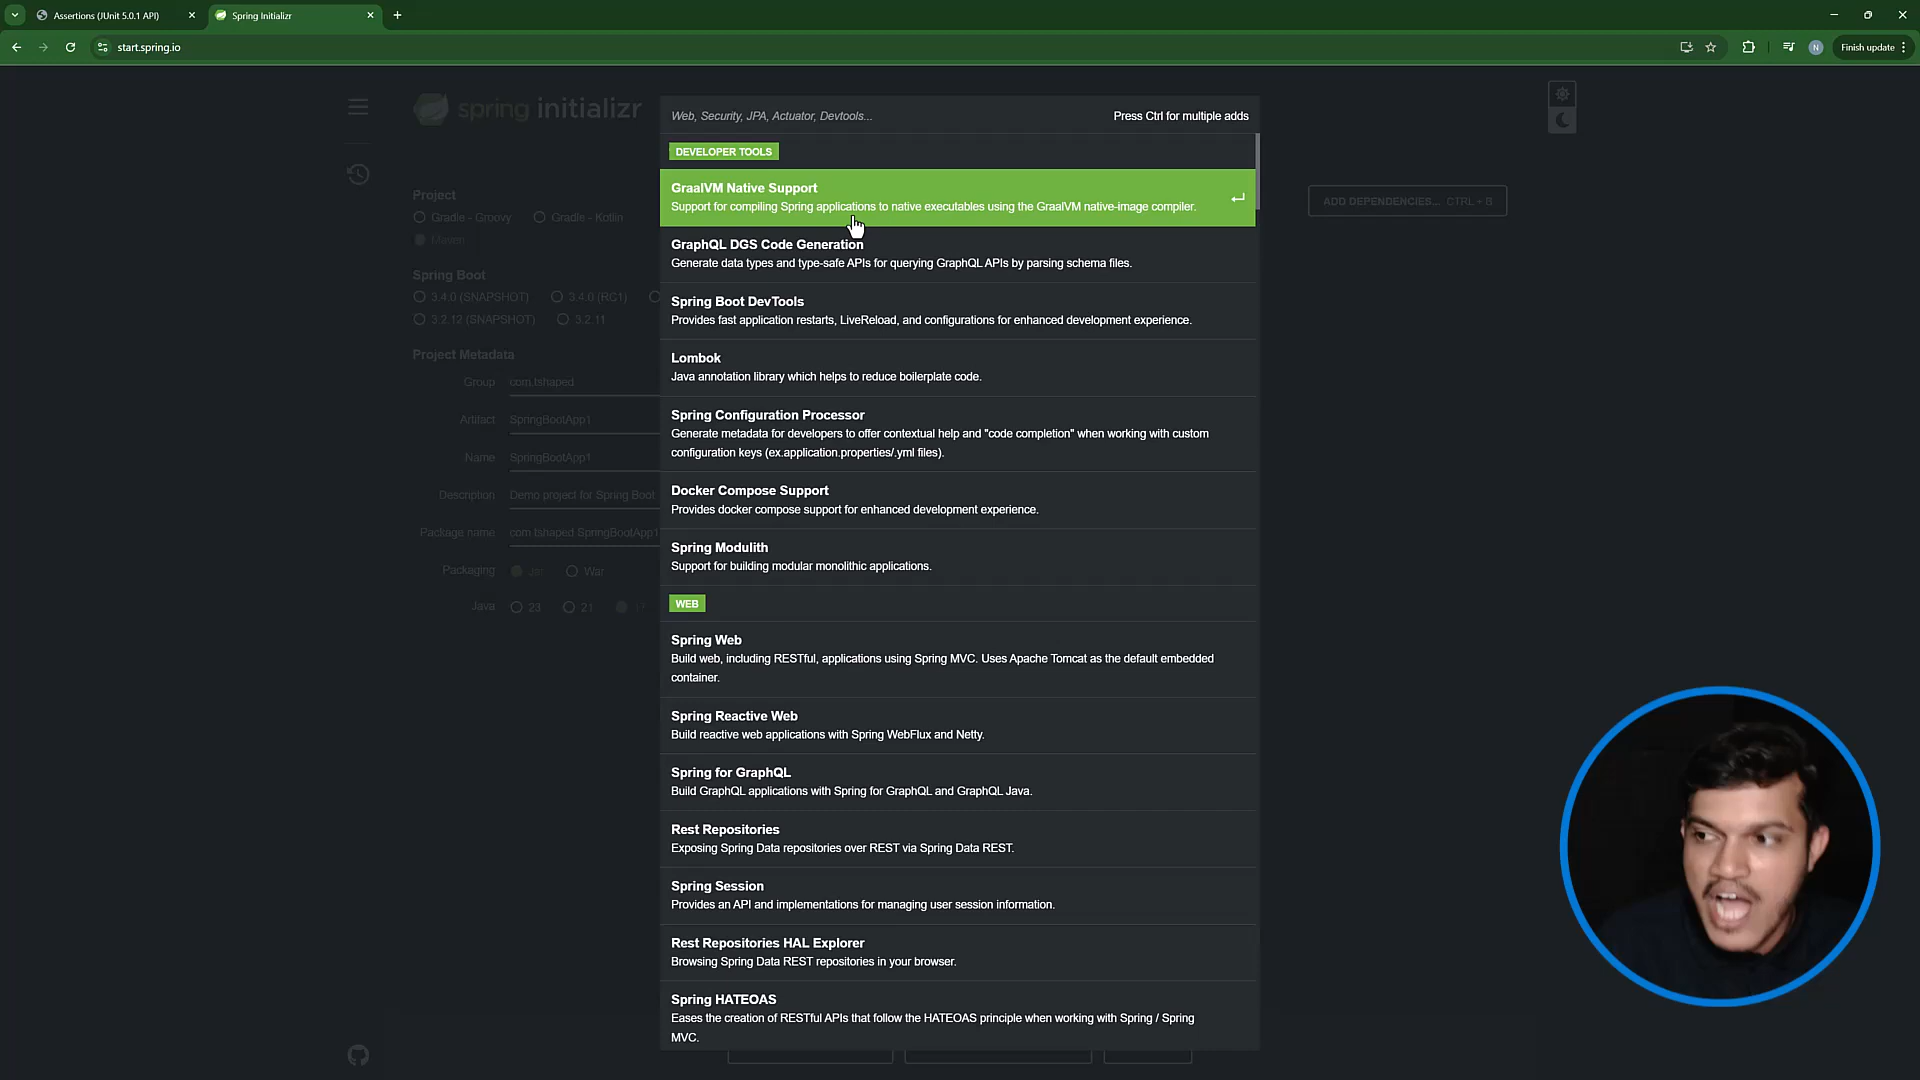 Assertions (JUnit 5.0.1 API)
Spring Initializr
start.spring.io
N
Finish update
spring initializr
Web, Security, JPA, Actuator, Devtools...
Press Ctrl for multiple adds
DEVELOPER TOOLS
GraalVM Native Support
Support for compiling Spring applications to native executables using the GraalVM native-image compiler.
GraphQL DGS Code Generation
Generate data types and type-safe APIs for querying GraphQL APIs by parsing schema files.
Spring Boot DevTools
Provides fast application restarts, LiveReload, and configurations for enhanced development experience.
Lombok
Java annotation library which helps to reduce boilerplate code.
Spring Configuration Processor
Generate metadata for developers to offer contextual help and "code completion" when working with custom
configuration keys (ex.application.properties/.yml files).
Docker Compose Support
Provides docker compose support for enhanced development experience.
Spring Modulith
Support for building modular monolithic applications.
WEB
Spring Web
Build web, including RESTful, applications using Spring MVC. Uses Apache Tomcat as the default embedded
container.
Spring Reactive Web
Build reactive web applications with Spring WebFlux and Netty.
Spring for GraphQL
Build GraphQL applications with Spring for GraphQL and GraphQL Java.
Rest Repositories
Exposing Spring Data repositories over REST via Spring Data REST.
Spring Session
Provides an API and implementations for managing user session information.
Rest Repositories HAL Explorer
Browsing Spring Data REST repositories in your browser.
Spring HATEOAS
Eases the creation of RESTful APIs that follow the HATEOAS principle when working with Spring / Spring
MVC.
Project
Gradle - Groovy Gradle - Kotlin
Maven
Spring Boot
3.4.0 (SNAPSHOT) 3.4.0 (RC1)
3.2.12 (SNAPSHOT) 3.2.11
Project Metadata
Group com.tshaped
Artifact SpringBootApp1
Name SpringBootApp1
Description Demo project for Spring Boot
Package name com.tshaped.SpringBootApp1
Packaging Jar War
Java 23 21
ADD DEPENDENCIES... CTRL + B